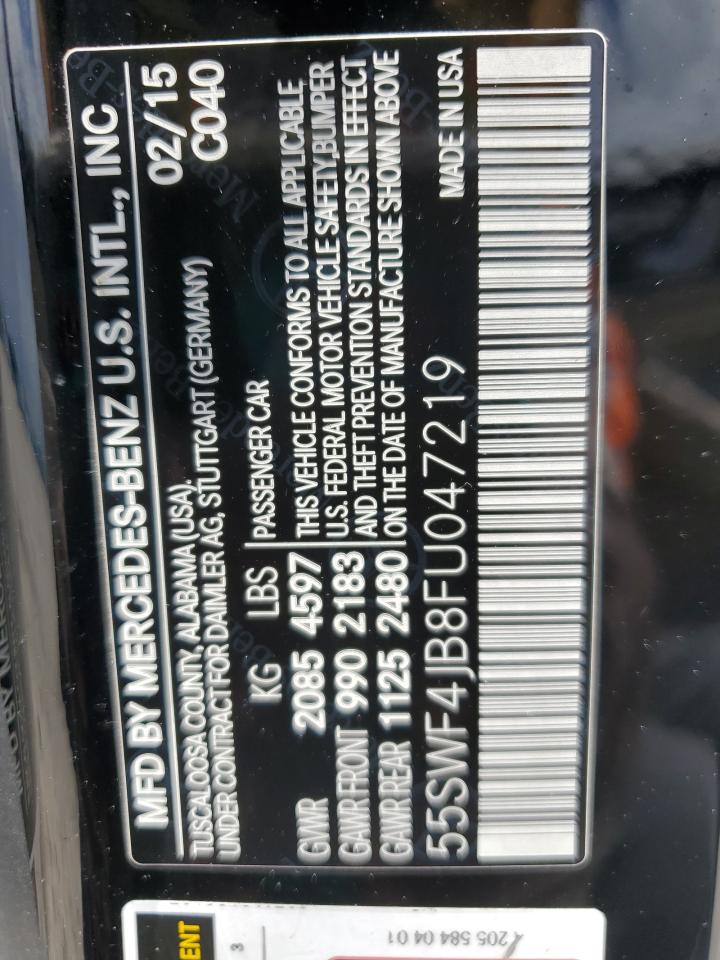 MFD BY MERCEDES-BENZ U.S. INTL., INC
TUSCALOOSA COUNTY, ALABAMA (USA). 02/15
UNDER CONTRACT FOR DAIMLER AG, STUTTGART (GERMANY) C040
KG LBS PASSENGER CAR
GVWR 2085 4597 THIS VEHICLE CONFORMS TO ALL APPLICABLE
U.S. FEDERAL MOTOR VEHICLE SAFETY, BUMPER
GAWR FRONT 990 2183 AND THEFT PREVENTION STANDARDS IN EFFECT
GAWR REAR 1125 2480 ON THE DATE OF MANUFACTURE SHOWN ABOVE
55SWF4JB8FU047219 MADE IN USA
ENT
3
205 584 04 01